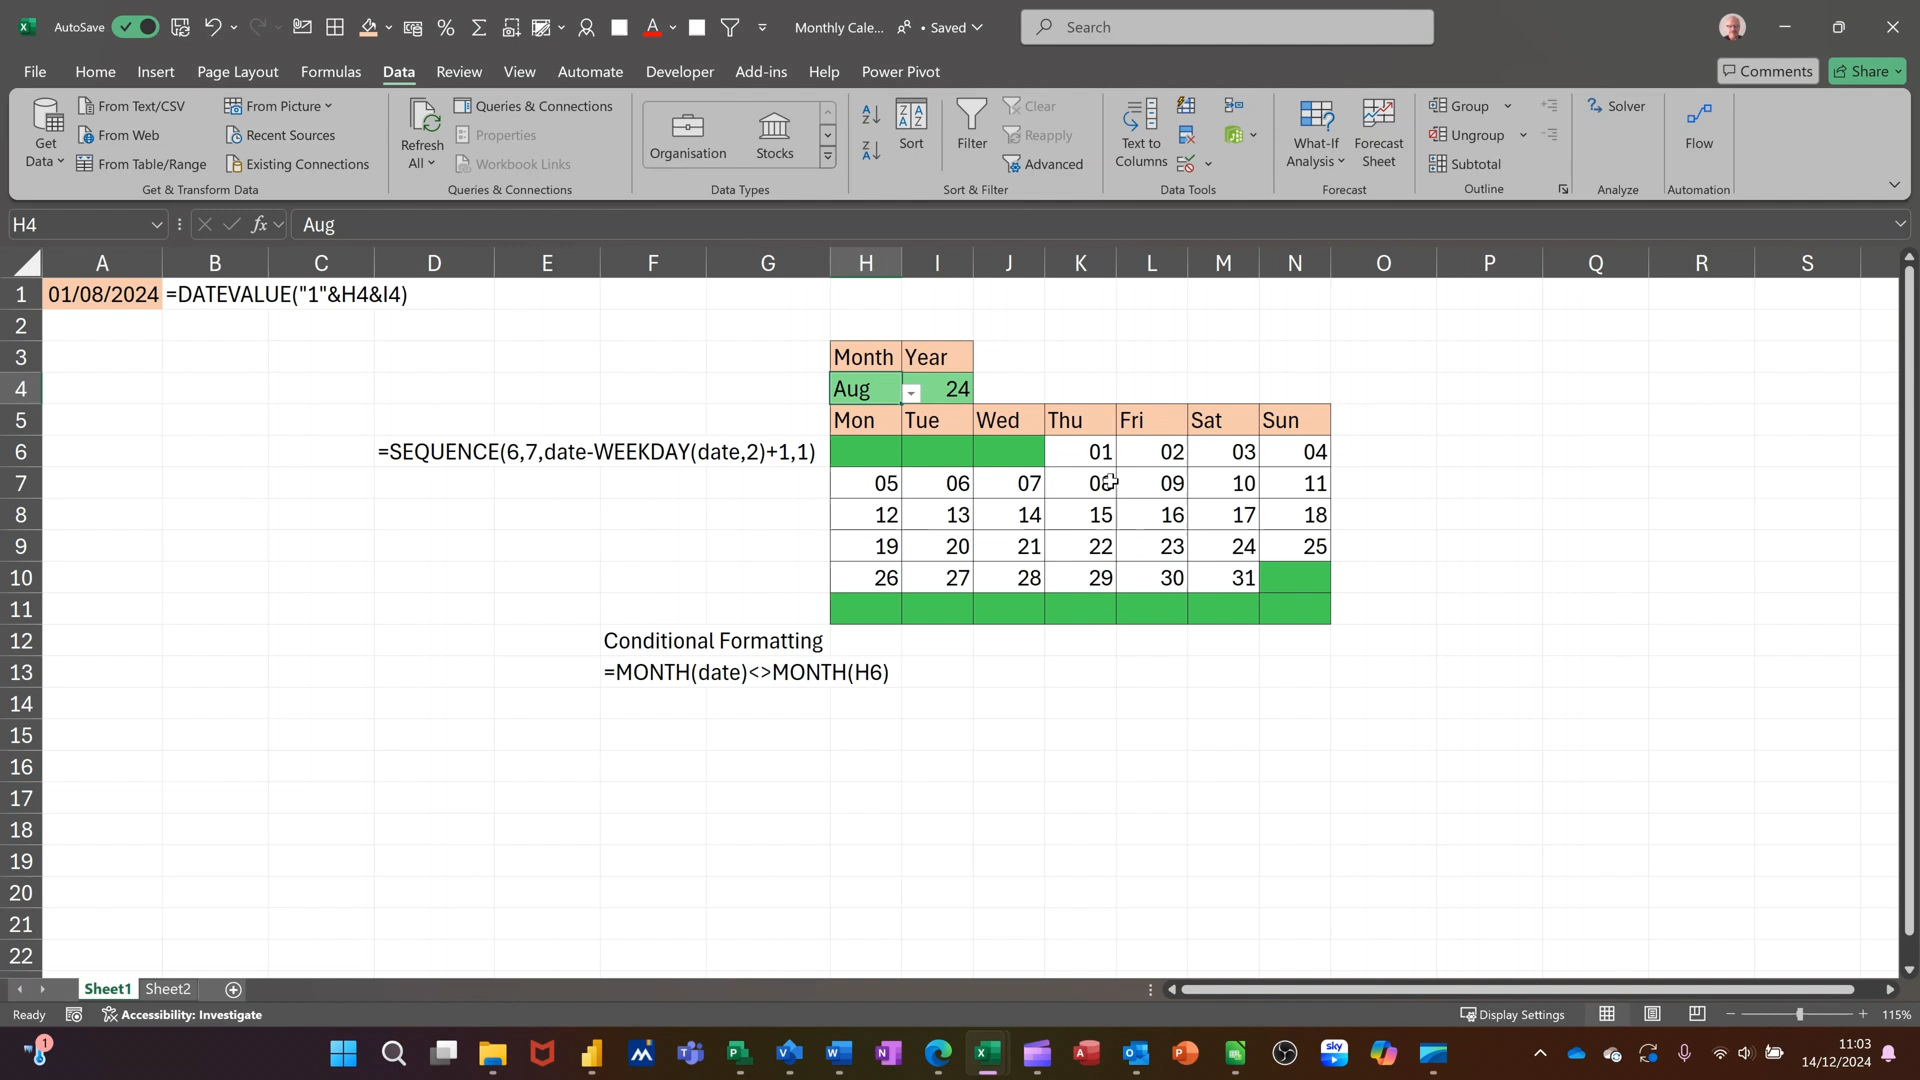 AutoSave
Monthly Cale... • Saved
Search
File Home Insert Page Layout Formulas Data Review View Automate Developer Add-ins Help Power Pivot
Comments Share
Get Data
From Text/CSV
From Web
From Table/Range
From Picture
Recent Sources
Existing Connections
Get & Transform Data
Refresh All
Queries & Connections
Properties
Workbook Links
Queries & Connections
Organisation Stocks
Data Types
Sort
Filter
Clear
Reapply
Advanced
Sort & Filter
Text to Columns
Data Tools
What-If Analysis
Forecast Sheet
Forecast
Group
Ungroup
Subtotal
Outline
Solver
Analyze
Flow
Automation
H4 fx Aug
A B C D E F G H I J K L M N O P Q R S
1 01/08/2024 =DATEVALUE("1"&H4&I4)
2
3 Month Year
4 Aug 24
5 Mon Tue Wed Thu Fri Sat Sun
6 =SEQUENCE(6,7,date-WEEKDAY(date,2)+1,1) 01 02 03 04
7 05 06 07 08 09 10 11
8 12 13 14 15 16 17 18
9 19 20 21 22 23 24 25
10 26 27 28 29 30 31
11
12 Conditional Formatting
13 =MONTH(date)<>MONTH(H6)
14
15
16
17
18
19
20
21
22
Sheet1 Sheet2
Ready Accessibility: Investigate Display Settings 115%
1
sky
11:03
14/12/2024